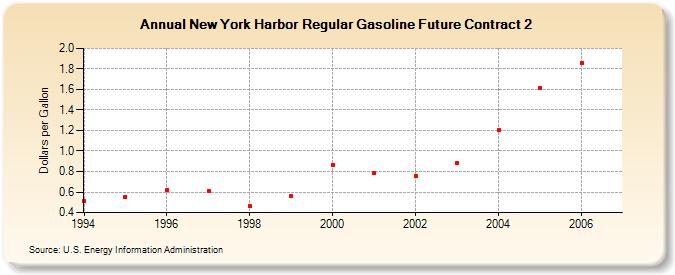 Annual New York Harbor Regular Gasoline Future Contract 2
Dollars per Gallon
2.0
1.8
1.6
1.4
1.2
1.0
0.8
0.6
0.4
1994 1996 1998 2000 2002 2004 2006
Source: U.S. Energy Information Administration